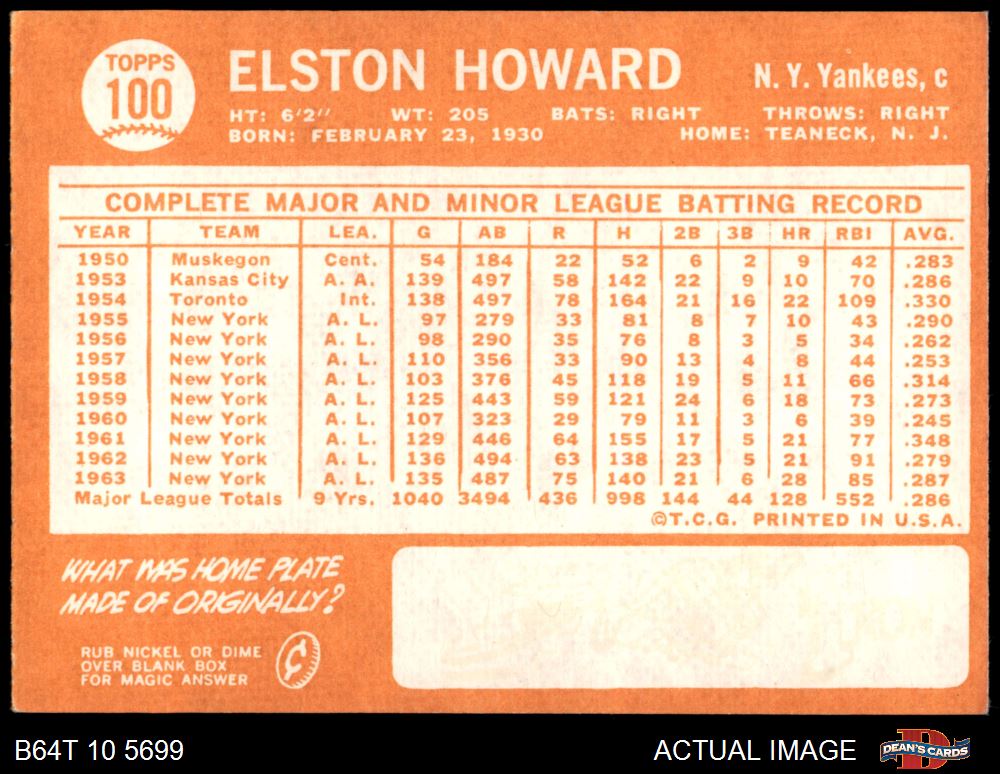 TOPPS
100
ELSTON HOWARD
N. Y. Yankees, c
HT: 6'2" WT: 205 BATS: RIGHT THROWS: RIGHT
BORN: FEBRUARY 23, 1930 HOME: TEANECK, N. J.
COMPLETE MAJOR AND MINOR LEAGUE BATTING RECORD
YEAR TEAM LEA. G AB R H 2B 3B HR RBI AVG.
1950 Muskegon Cent. 54 184 22 52 6 2 9 42 .283
1953 Kansas City A. A. 139 497 58 142 22 9 10 70 .286
1954 Toronto Int. 138 497 78 164 21 16 22 109 .330
1955 New York A. L. 97 279 33 81 8 7 10 43 .290
1956 New York A. L. 98 290 35 76 8 3 5 34 .262
1957 New York A. L. 110 356 33 90 13 4 8 44 .253
1958 New York A. L. 103 376 45 118 19 5 11 66 .314
1959 New York A. L. 125 443 59 121 24 6 18 73 .273
1960 New York A. L. 107 323 29 79 11 3 6 39 .245
1961 New York A. L. 129 446 64 155 17 5 21 77 .348
1962 New York A. L. 136 494 63 138 23 5 21 91 .279
1963 New York A. L. 135 487 75 140 21 6 28 85 .287
Major League Totals 9 Yrs. 1040 3494 436 998 144 44 128 552 .286
©T.C.G. PRINTED IN U.S.A.
WHAT WAS HOME PLATE
MADE OF ORIGINALLY?
RUB NICKEL OR DIME
OVER BLANK BOX
FOR MAGIC ANSWER
¢
B64T 10 5699
ACTUAL IMAGE
DEAN'S CARDS